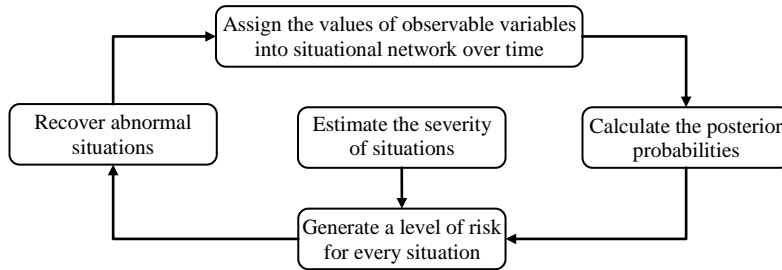 Assign the values of observable variables
into situational network over time
Recover abnormal
situations
Estimate the severity
of situations
Calculate the posterior
probabilities
Generate a level of risk
for every situation